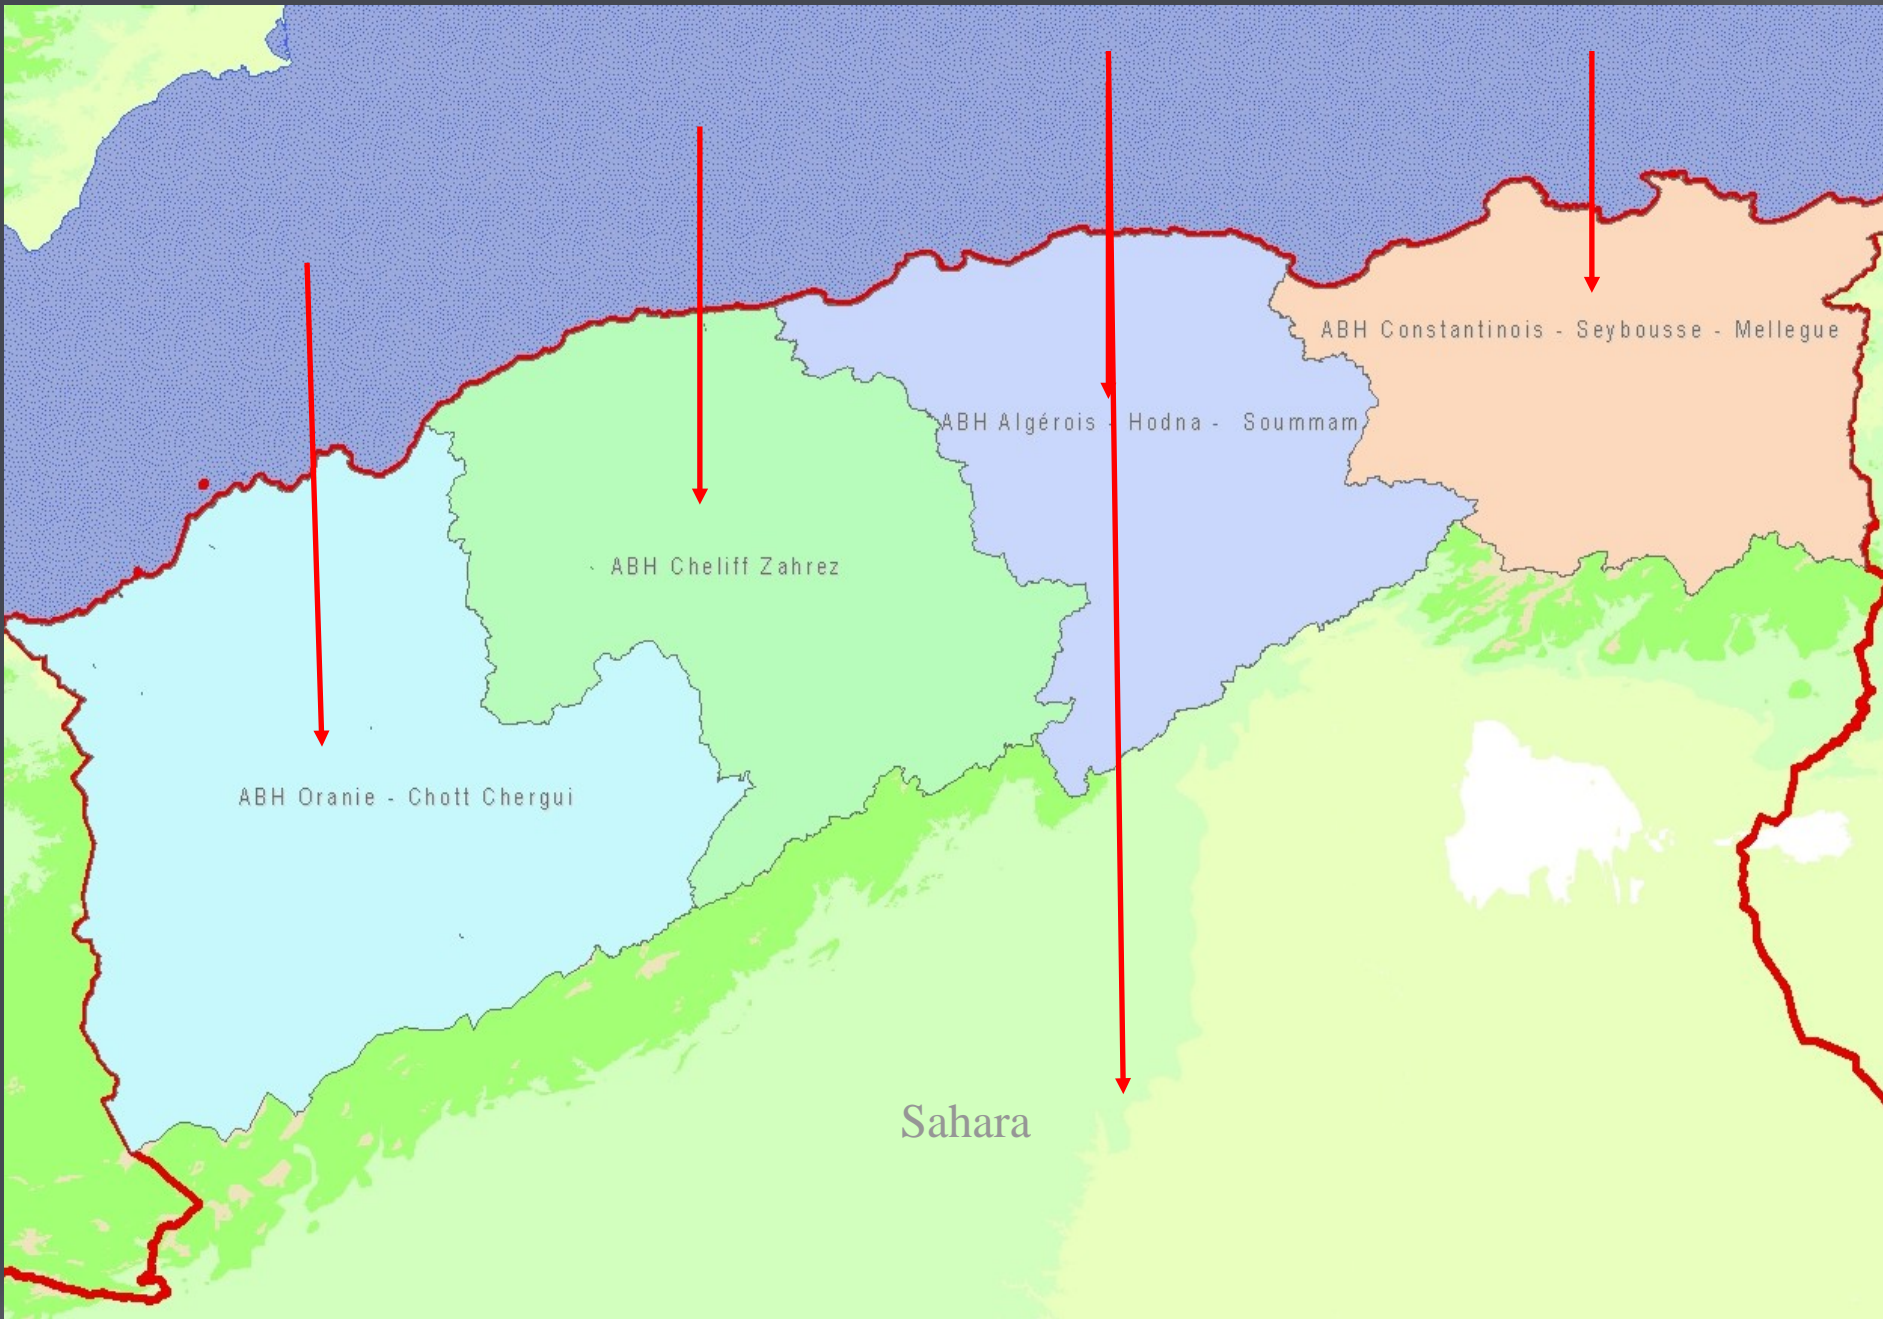 ABH Constantinois - Seybousse - Mellegue
ABH Algérois - Hodna - Soummam
ABH Cheliff Zahrez
ABH Oranie - Chott Chergui
Sahara